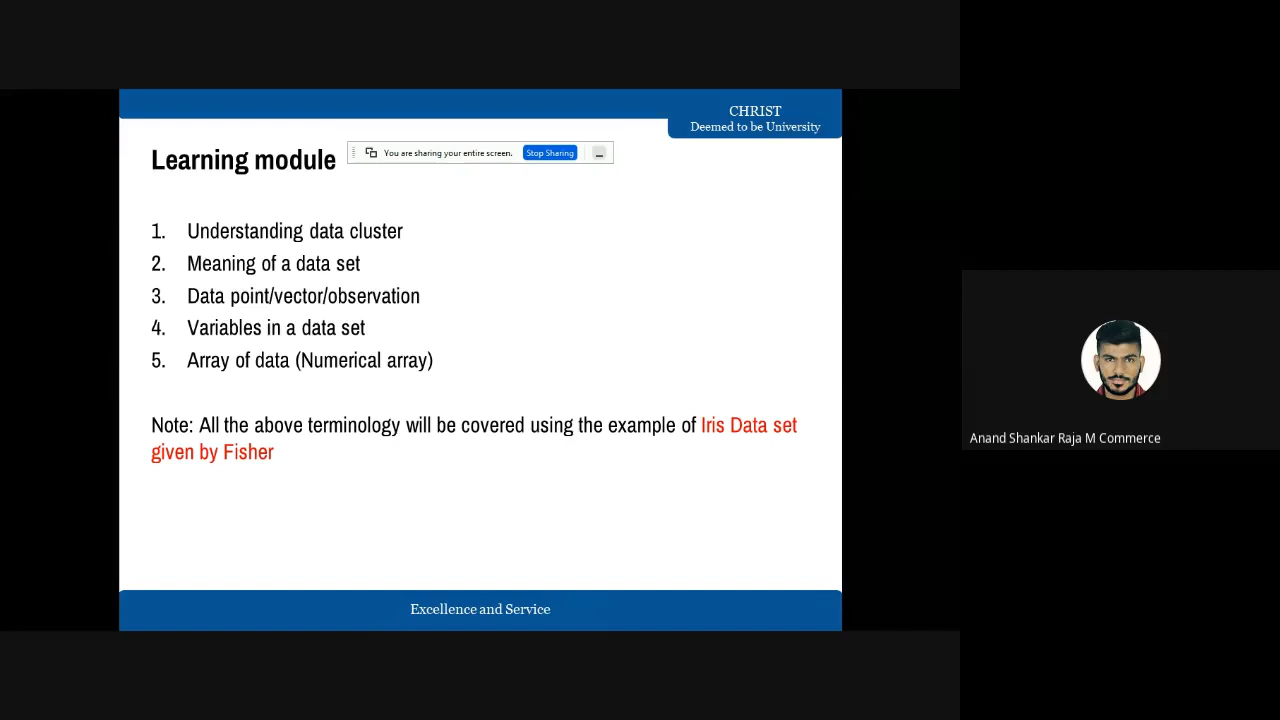 CHRIST
Deemed to be University
Learning module
You are sharing your entire screen. Stop Sharing
1. Understanding data cluster
2. Meaning of a data set
3. Data point/vector/observation
4. Variables in a data set
5. Array of data (Numerical array)
Note: All the above terminology will be covered using the example of Iris Data set
given by Fisher
Excellence and Service
Anand Shankar Raja M Commerce